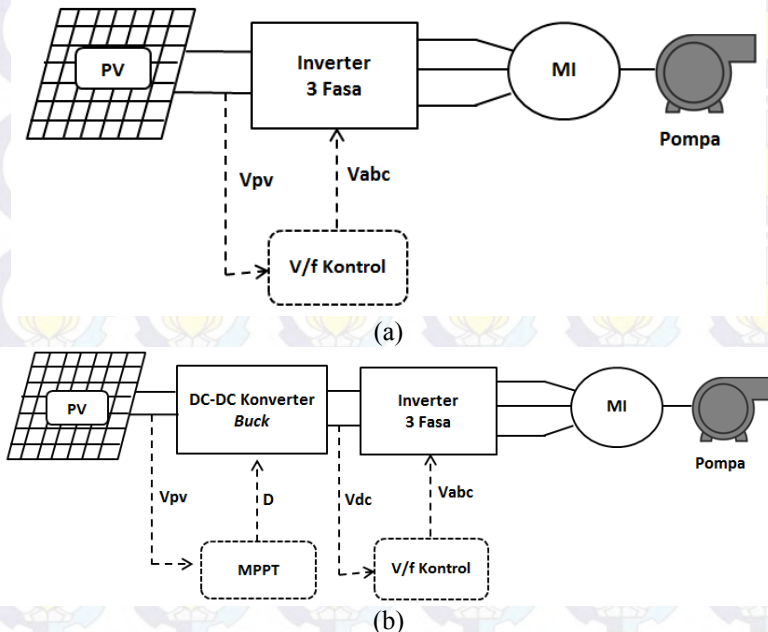 PV
Inverter
3 Fasa
MI
Pompa
Vpv
Vabc
V/f Kontrol
(a)
PV
DC-DC Konverter
Buck
Inverter
3 Fasa
MI
Pompa
Vpv
D
Vdc
Vabc
MPPT
V/f Kontrol
(b)